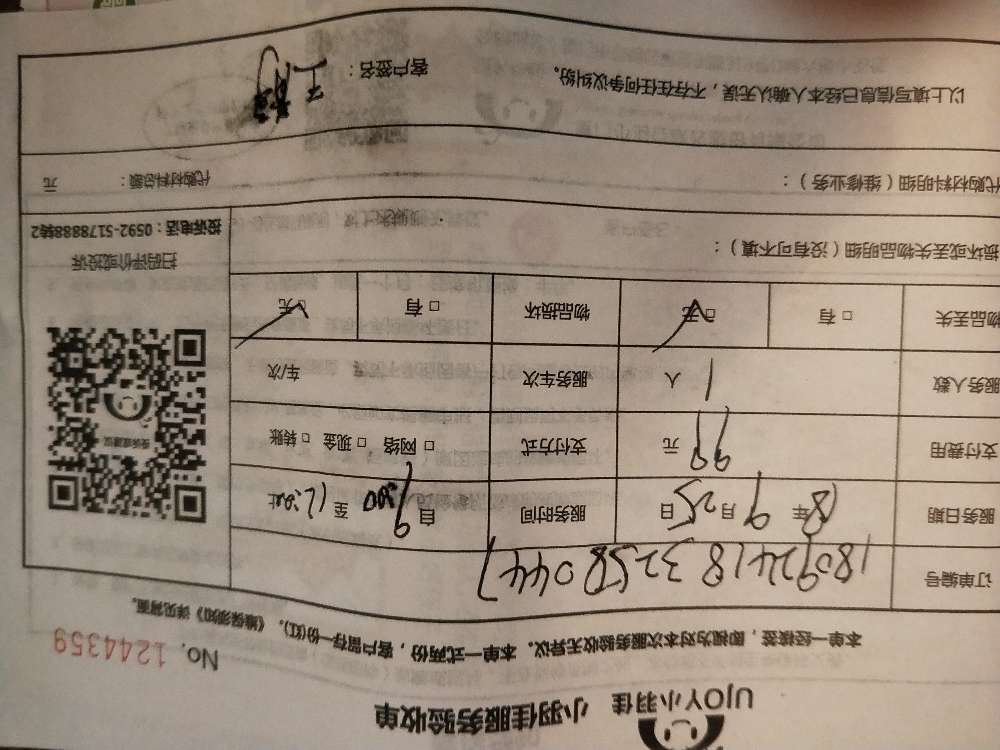 UJOY小羽佳 小羽佳服务验收单
No. 1244359
本单一经接签，即视为对本次服务验收无异议。本单一式两份，客户留存一份(红)。《维保须知》详见背面。
订单编号 18092418325580447
服务日期 18年 9月25日 服务时间 自9:00 至12:00止
支付费用 99 元 支付方式 □ 网络 □ 现金 □ 转账
服务人数 1 人 服务车次 车/次
物品丢失 □ 有 □ 无 物品损坏 □ 有 □ 无
损坏或丢失物品明细（没有可不填）：
扫码评价或投诉
投诉电话：0592-5178888转2
代购材料明细（维修业务）： 代购材料总额： 元
以上填写信息已经本人确认无误，不存在任何争议纠纷。 客户签名：